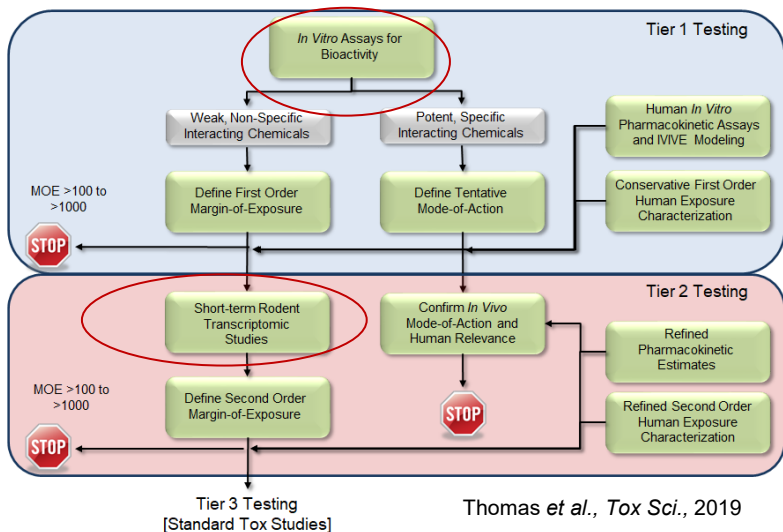 Tier 1 Testing
In Vitro Assays for
Bioactivity
Weak, Non-Specific
Interacting Chemicals
Potent, Specific
Interacting Chemicals
Human In Vitro
Pharmacokinetic Assays
and IVIVE Modeling
MOE >100 to
>1000
Define First Order
Margin-of-Exposure
Define Tentative
Mode-of-Action
Conservative First Order
Human Exposure
Characterization
STOP
Tier 2 Testing
Short-term Rodent
Transcriptomic
Studies
Confirm In Vivo
Mode-of-Action and
Human Relevance
Refined
Pharmacokinetic
Estimates
MOE >100 to
>1000
Define Second Order
Margin-of-Exposure
STOP
Refined Second Order
Human Exposure
Characterization
STOP
Tier 3 Testing
[Standard Tox Studies]
Thomas et al., Tox Sci., 2019